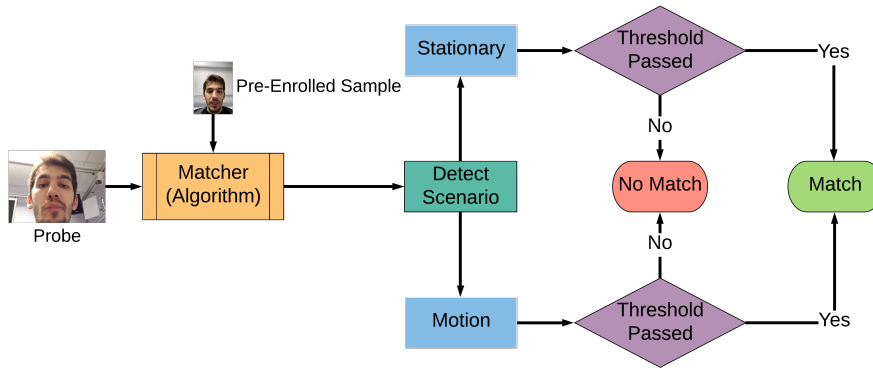 Stationary
Threshold
Passed
Yes
Pre-Enrolled Sample
No
Matcher
(Algorithm)
Detect
Scenario
No Match
Match
Probe
No
Motion
Threshold
Passed
Yes